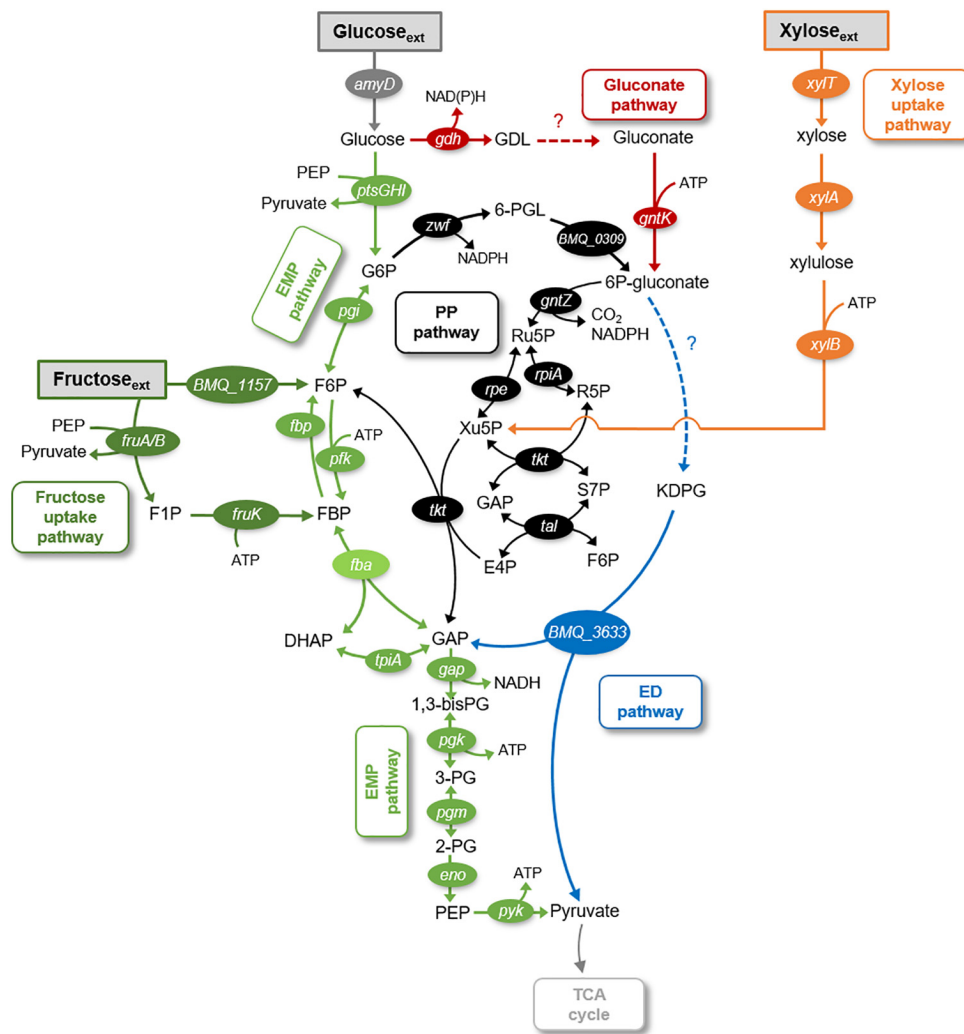 Glucose_ext
Xylose_ext
amyD
xylT
Xylose
uptake
pathway
NAD(P)H
Gluconate
pathway
Glucose
gdh
GDL
?
Gluconate
xylose
PEP
ptsGHI
Pyruvate
ATP
gntK
xylA
zwf
6-PGL
BMQ_0309
NADPH
G6P
6P-gluconate
xylulose
EMP
pathway
pgi
PP
pathway
gntZ
CO₂
NADPH
ATP
xylB
Ru5P
?
rpe
rpiA
R5P
Fructose_ext
BMQ_1157
F6P
PEP
fruA/B
Pyruvate
fbp
ATP
pfk
Xu5P
tkt
GAP
S7P
KDPG
Fructose
uptake
pathway
F1P
fruK
FBP
ATP
tkt
tal
E4P
F6P
fba
DHAP
tpiA
GAP
BMQ_3633
gap
NADH
ED
pathway
1,3-bisPG
EMP
pathway
pgk
ATP
3-PG
pgm
2-PG
eno
ATP
PEP
pyk
Pyruvate
TCA
cycle